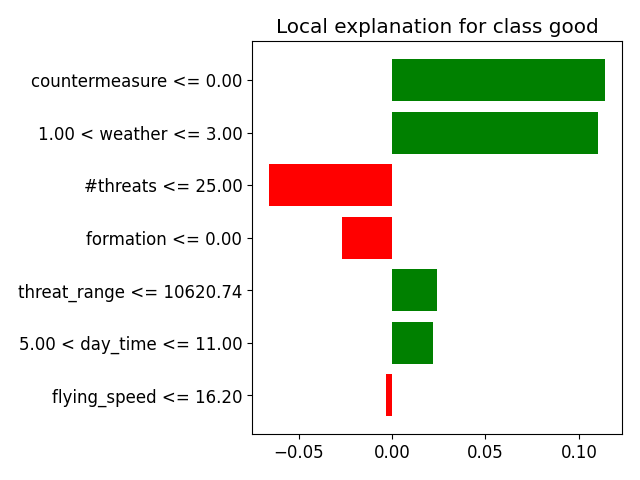 Local explanation for class good
countermeasure <= 0.00
1.00 < weather <= 3.00
#threats <= 25.00
formation <= 0.00
threat_range <= 10620.74
5.00 < day_time <= 11.00
flying_speed <= 16.20
−0.05 0.00 0.05 0.10